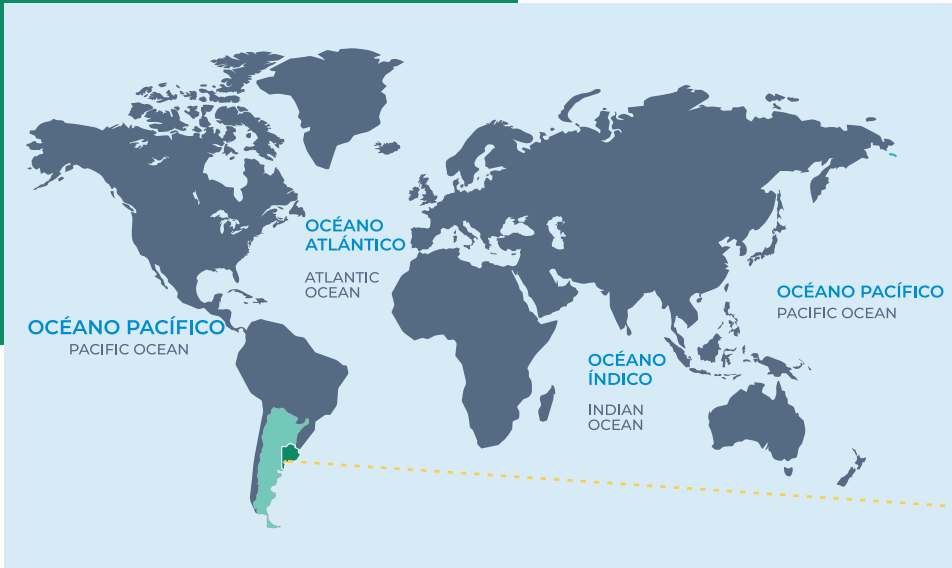 OCÉANO
ATLÁNTICO
ATLANTIC
OCEAN
OCÉANO PACÍFICO
PACIFIC OCEAN
OCÉANO PACÍFICO
PACIFIC OCEAN
OCÉANO
ÍNDICO
INDIAN
OCEAN